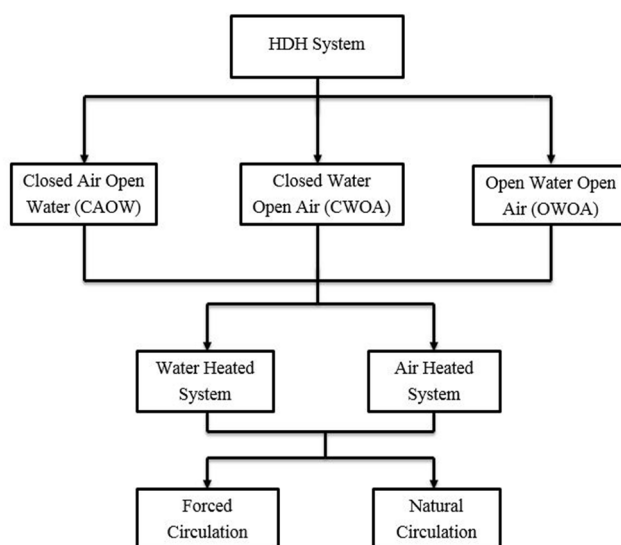 HDH System
Closed Air Open
Water (CAOW)
Closed Water
Open Air (CWOA)
Open Water Open
Air (OWOA)
Water Heated
System
Air Heated
System
Forced
Circulation
Natural
Circulation